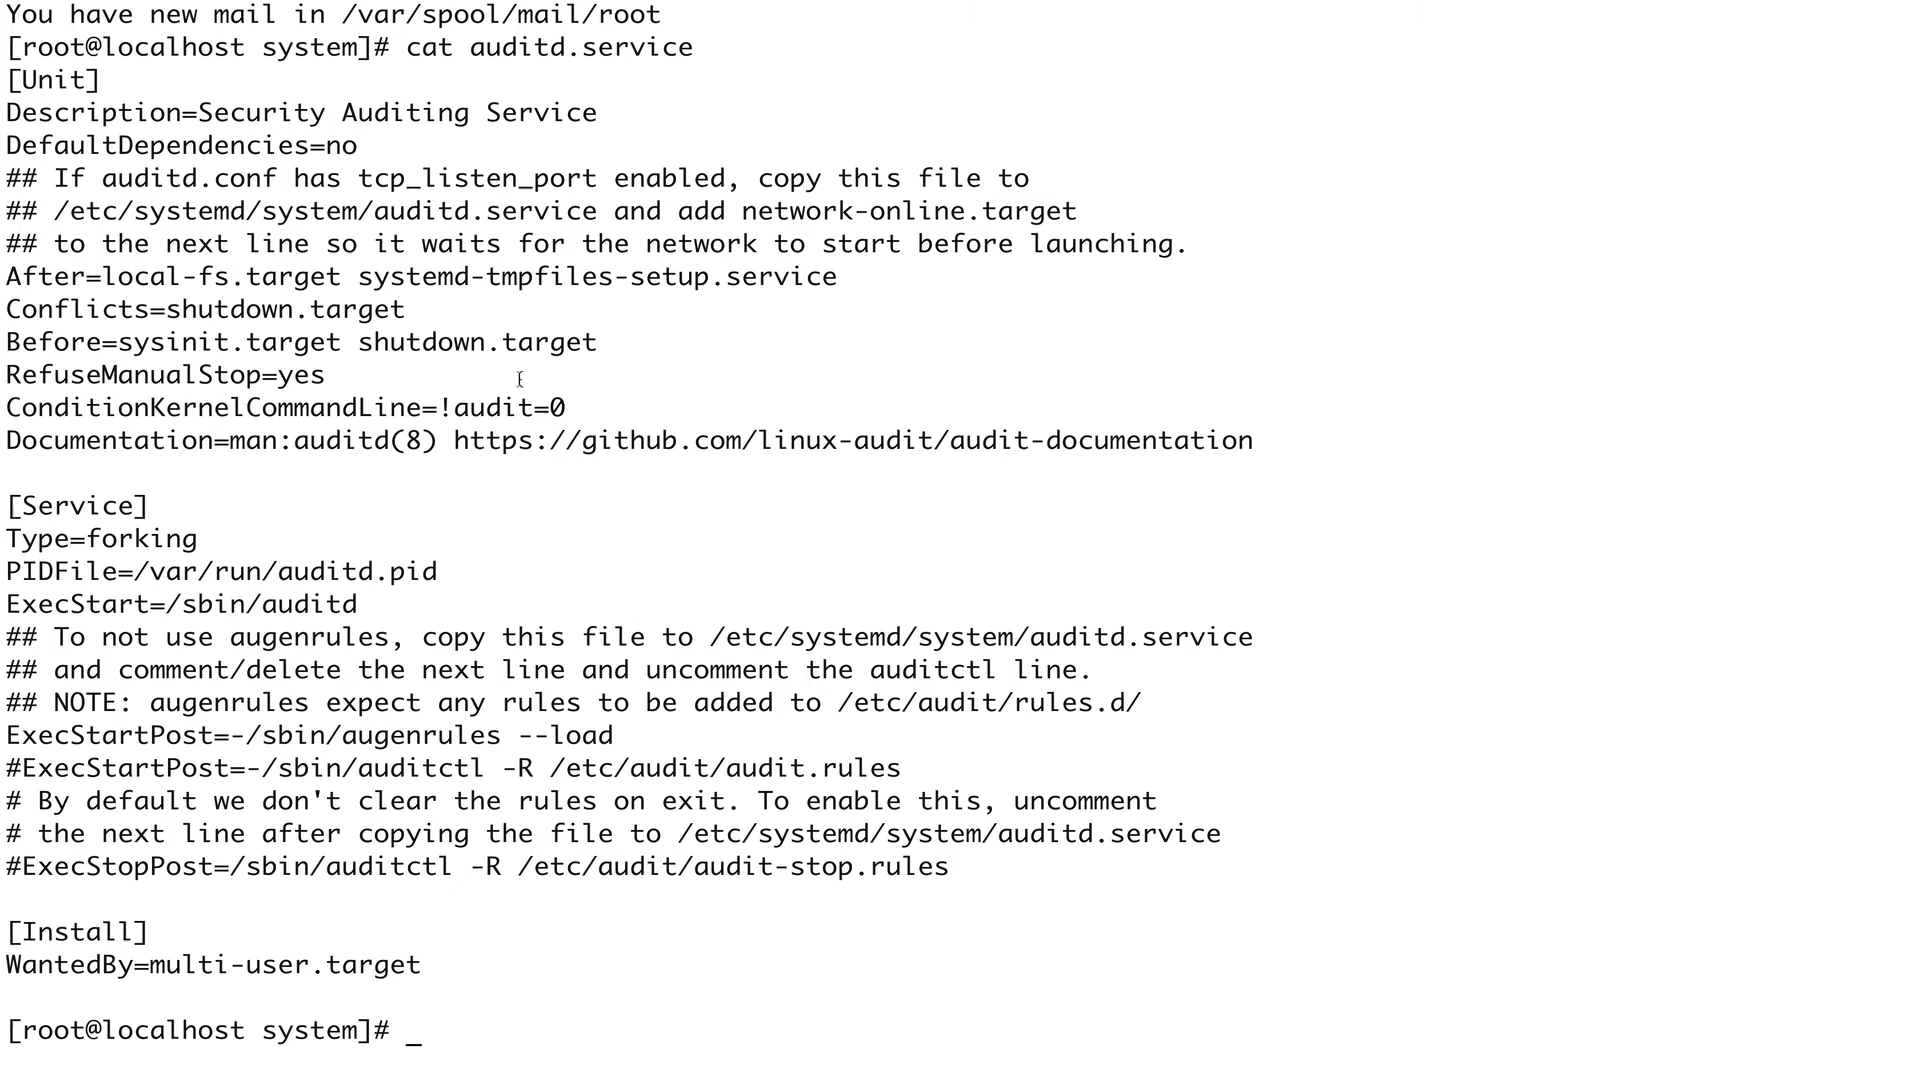 You have new mail in /var/spool/mail/root
[root@localhost system]# cat auditd.service
[Unit]
Description=Security Auditing Service
DefaultDependencies=no
## If auditd.conf has tcp_listen_port enabled, copy this file to
## /etc/systemd/system/auditd.service and add network-online.target
## to the next line so it waits for the network to start before launching.
After=local-fs.target systemd-tmpfiles-setup.service
Conflicts=shutdown.target
Before=sysinit.target shutdown.target
RefuseManualStop=yes
ConditionKernelCommandLine=!audit=0
Documentation=man:auditd(8) https://github.com/linux-audit/audit-documentation

[Service]
Type=forking
PIDFile=/var/run/auditd.pid
ExecStart=/sbin/auditd
## To not use augenrules, copy this file to /etc/systemd/system/auditd.service
## and comment/delete the next line and uncomment the auditctl line.
## NOTE: augenrules expect any rules to be added to /etc/audit/rules.d/
ExecStartPost=-/sbin/augenrules --load
#ExecStartPost=-/sbin/auditctl -R /etc/audit/audit.rules
# By default we don't clear the rules on exit. To enable this, uncomment
# the next line after copying the file to /etc/systemd/system/auditd.service
#ExecStopPost=/sbin/auditctl -R /etc/audit/audit-stop.rules

[Install]
WantedBy=multi-user.target

[root@localhost system]# _